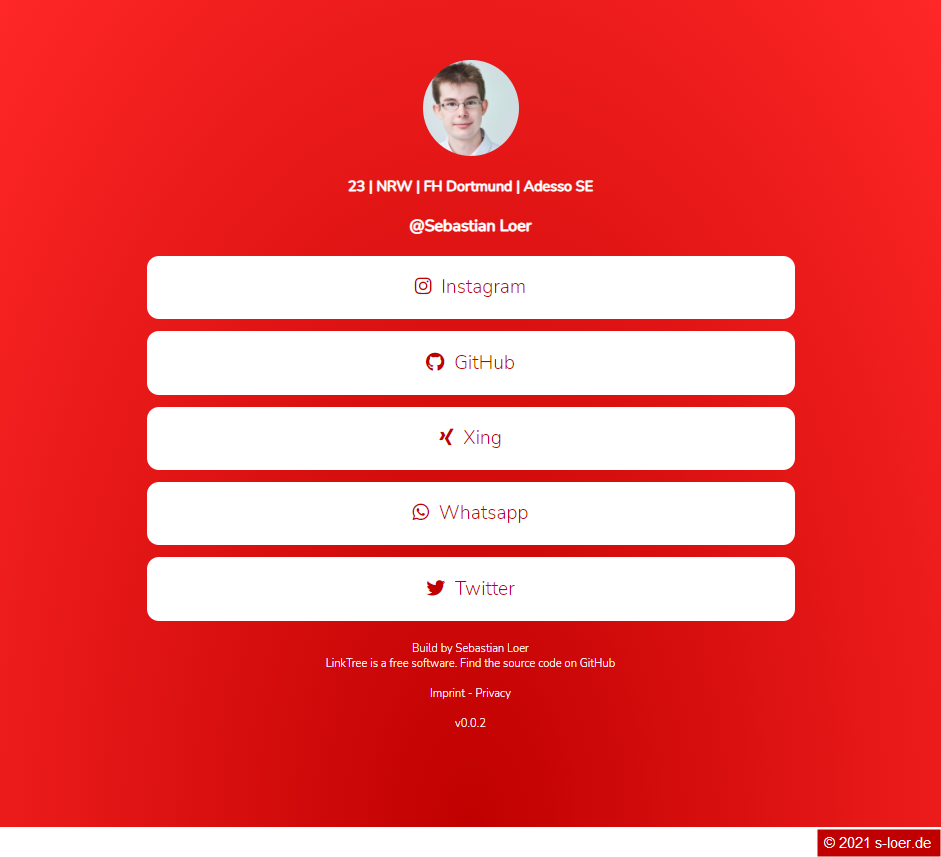 23 | NRW | FH Dortmund | Adesso SE
@Sebastian Loer
Instagram
GitHub
Xing
Whatsapp
Twitter
Build by Sebastian Loer
LinkTree is a free software. Find the source code on GitHub
Imprint - Privacy
v0.0.2
© 2021 s-loer.de